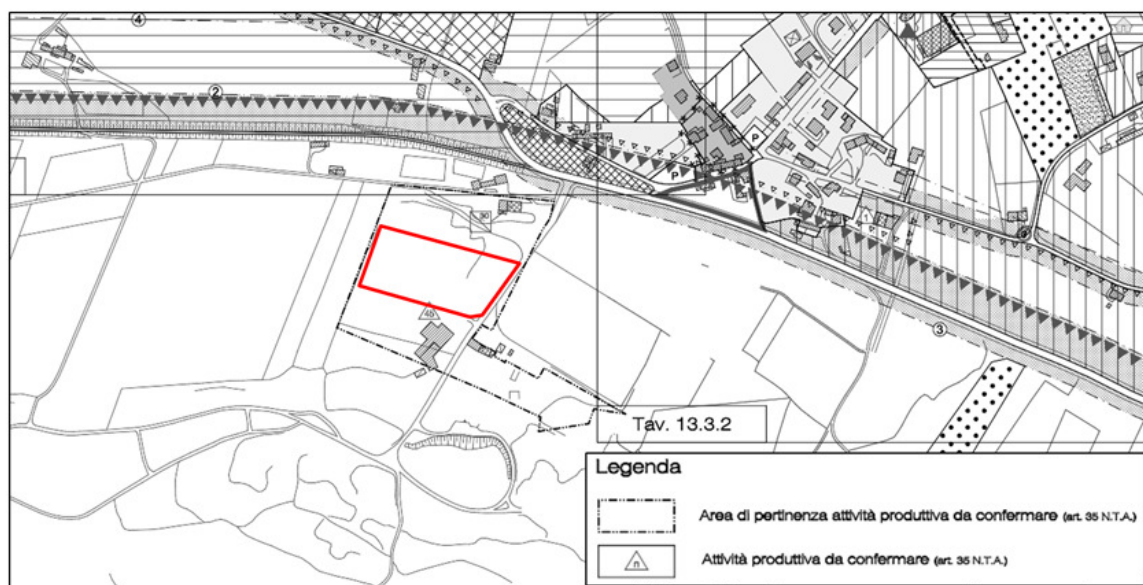 4
2
P
P
30
1
45
3
Tav. 13.3.2
Legenda
Area di pertinenza attività produttiva da confermare (art. 35 N.T.A.)
n
Attività produttiva da confermare (art. 35 N.T.A.)